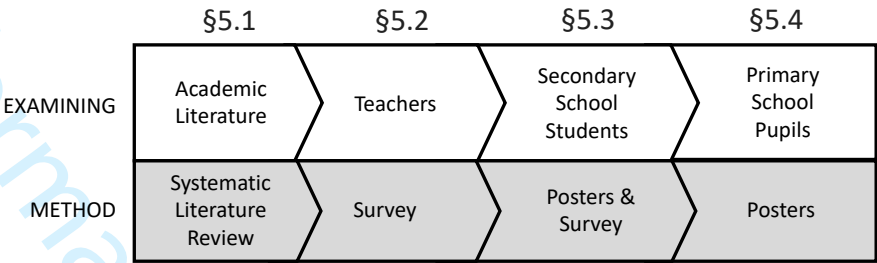 §5.1 §5.2 §5.3 §5.4
EXAMINING
Academic
Literature
Teachers
Secondary
School
Students
Primary
School
Pupils
METHOD
Systematic
Literature
Review
Survey
Posters &
Survey
Posters